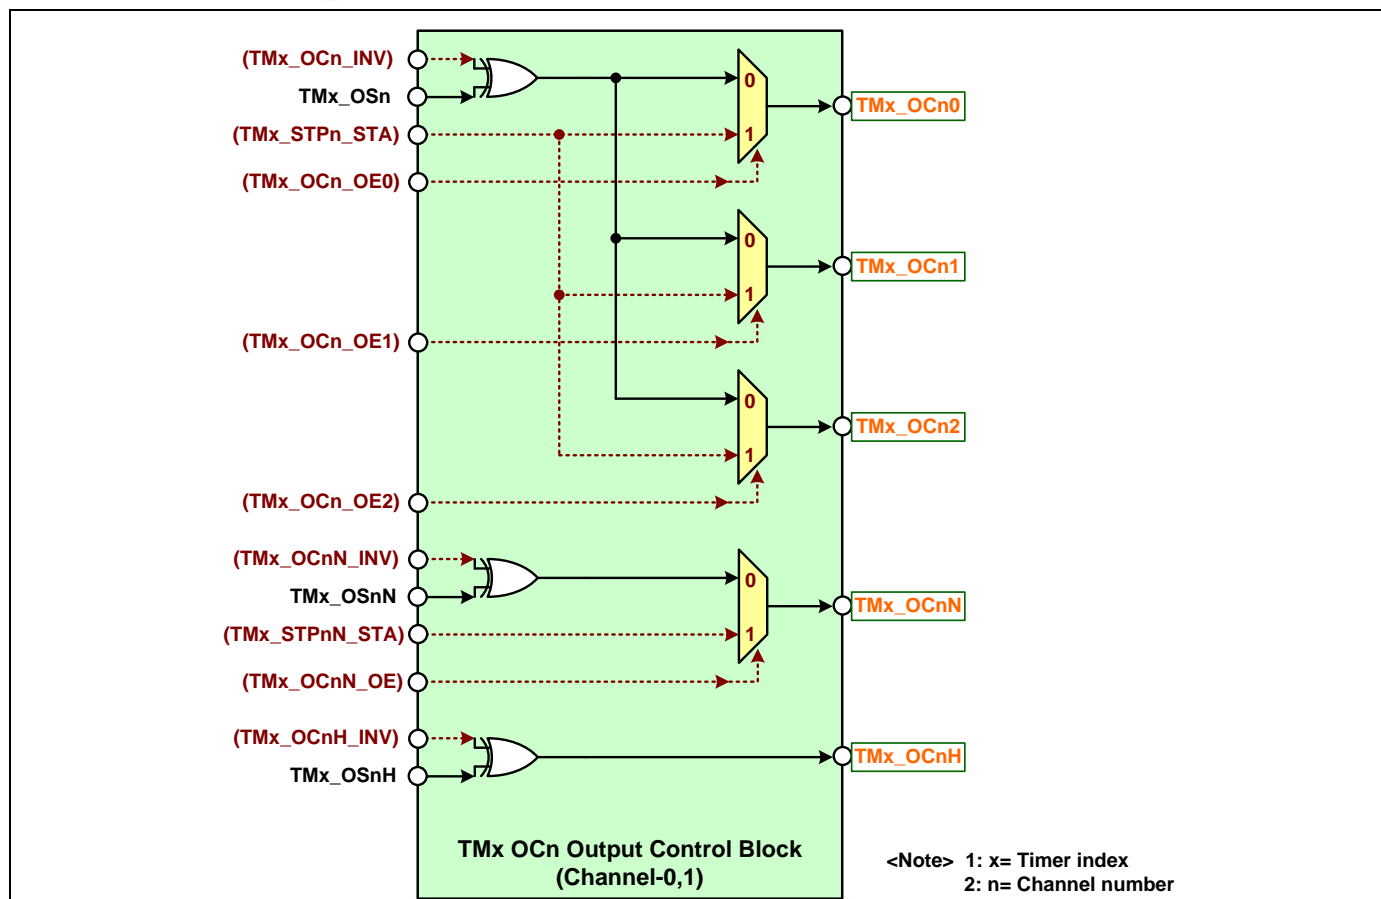 (TMx_OCn_INV)
0
TMx_OSn
TMx_OCn0
(TMx_STPn_STA)
1
(TMx_OCn_OE0)
0
TMx_OCn1
1
(TMx_OCn_OE1)
0
TMx_OCn2
1
(TMx_OCn_OE2)
(TMx_OCnN_INV)
0
TMx_OSnN
TMx_OCnN
(TMx_STPnN_STA)
1
(TMx_OCnN_OE)
(TMx_OCnH_INV)
TMx_OCnH
TMx_OSnH
TMx OCn Output Control Block
(Channel-0,1)
<Note> 1: x= Timer index
2: n= Channel number